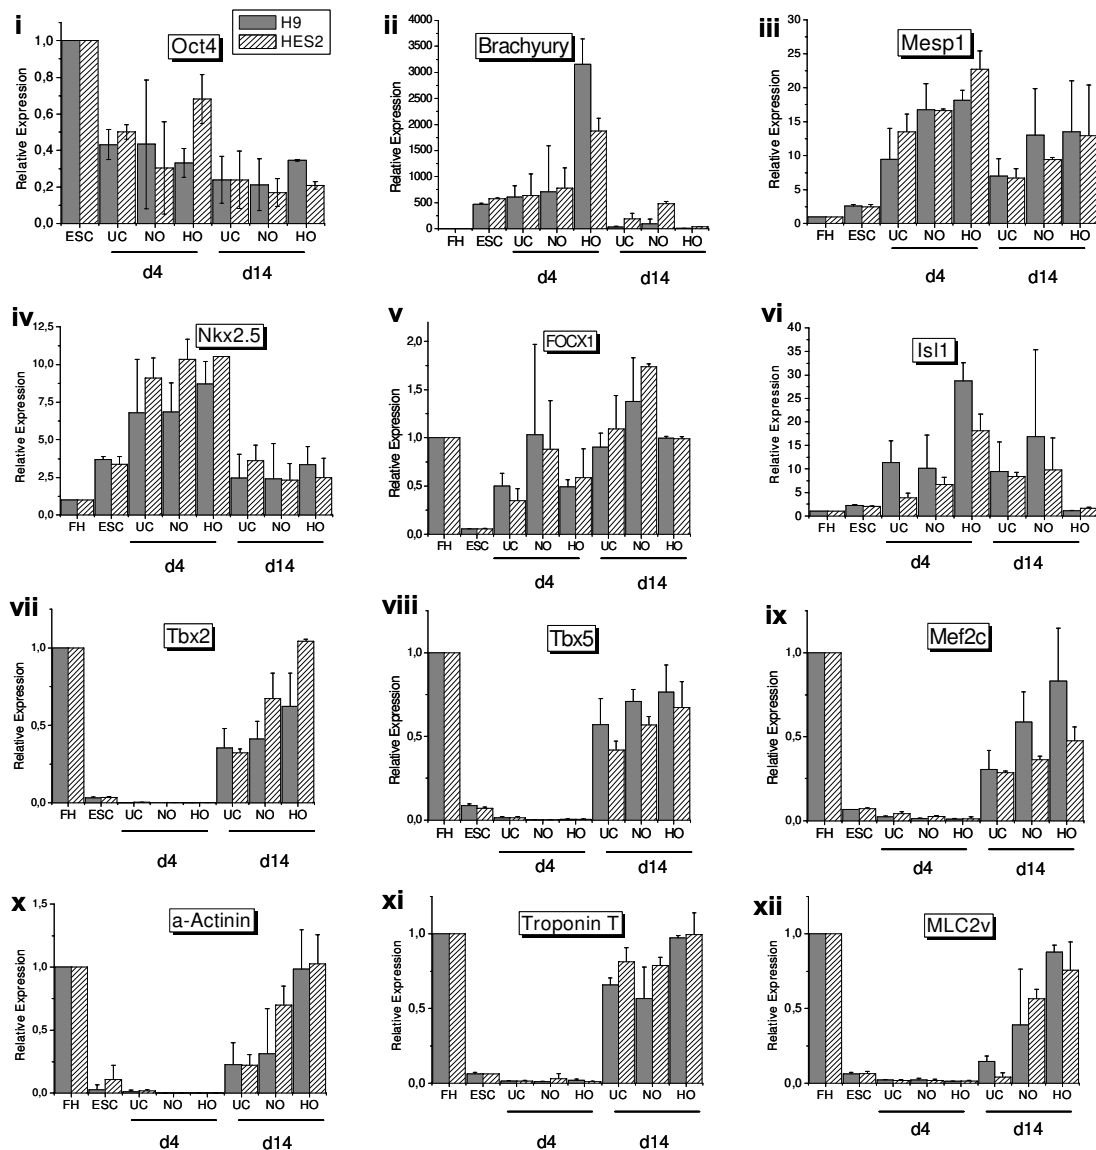 i
Oct4
H9
HES2
Relative Expression
1,0
0,8
0,6
0,4
0,2
0,0
ESC UC NO HO UC NO HO
d4 d14
ii
Brachyury
Relative Expression
4000
3500
3000
2500
2000
1500
1000
500
0
FH ESC UC NO HO UC NO HO
d4 d14
iii
Mesp1
Relative Expression
30
25
20
15
10
5
0
FH ESC UC NO HO UC NO HO
d4 d14
iv
Nkx2.5
Relative Expression
12,5
10,0
7,5
5,0
2,5
0,0
FH ESC UC NO HO UC NO HO
d4 d14
v
FOCX1
Relative Expression
2,0
1,5
1,0
0,5
0,0
FH ESC UC NO HO UC NO HO
d4 d14
vi
Isl1
Relative Expression
40
35
30
25
20
15
10
5
0
FH ESC UC NO HO UC NO HO
d4 d14
vii
Tbx2
Relative Expression
1,0
0,5
0,0
FH ESC UC NO HO UC NO HO
d4 d14
viii
Tbx5
Relative Expression
1,0
0,5
0,0
FH ESC UC NO HO UC NO HO
d4 d14
ix
Mef2c
Relative Expression
1,0
0,5
0,0
FH ESC UC NO HO UC NO HO
d4 d14
x
a-Actinin
Relative Expression
1,5
1,0
0,5
0,0
FH ESC UC NO HO UC NO HO
d4 d14
xi
Troponin T
Relative Expression
1,0
0,5
0,0
FH ESC UC NO HO UC NO HO
d4 d14
xii
MLC2v
Relative Expression
1,0
0,5
0,0
FH ESC UC NO HO UC NO HO
d4 d14